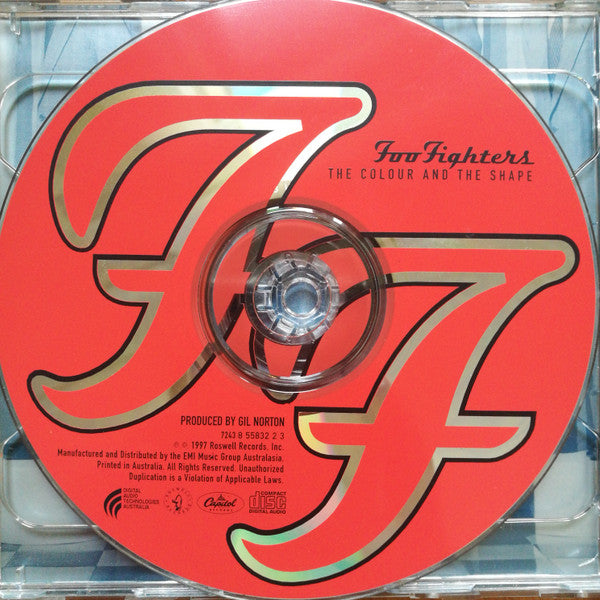 Foo Fighters
THE COLOUR AND THE SHAPE
PRODUCED BY GIL NORTON
7243 8 55832 2 3
℗ © 1997 Roswell Records, Inc.
Manufactured and Distributed by the EMI Music Group Australasia.
Printed in Australia. All Rights Reserved. Unauthorized
Duplication is a Violation of Applicable Laws.
DIGITAL
AUDIO
TECHNOLOGIES
AUSTRALIA
Capitol
RECORDS
COMPACT
disc
DIGITAL AUDIO
FF